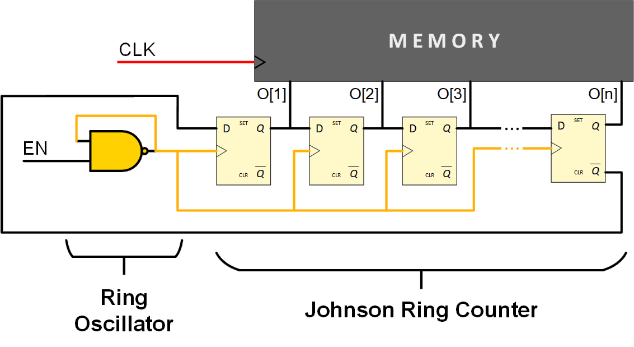 MEMORY
CLK
O[1]
O[2]
O[3]
O[n]
EN
D SET Q
CLR Q
D SET Q
CLR Q
D SET Q
CLR Q
D SET Q
CLR Q
Ring
Oscillator
Johnson Ring Counter